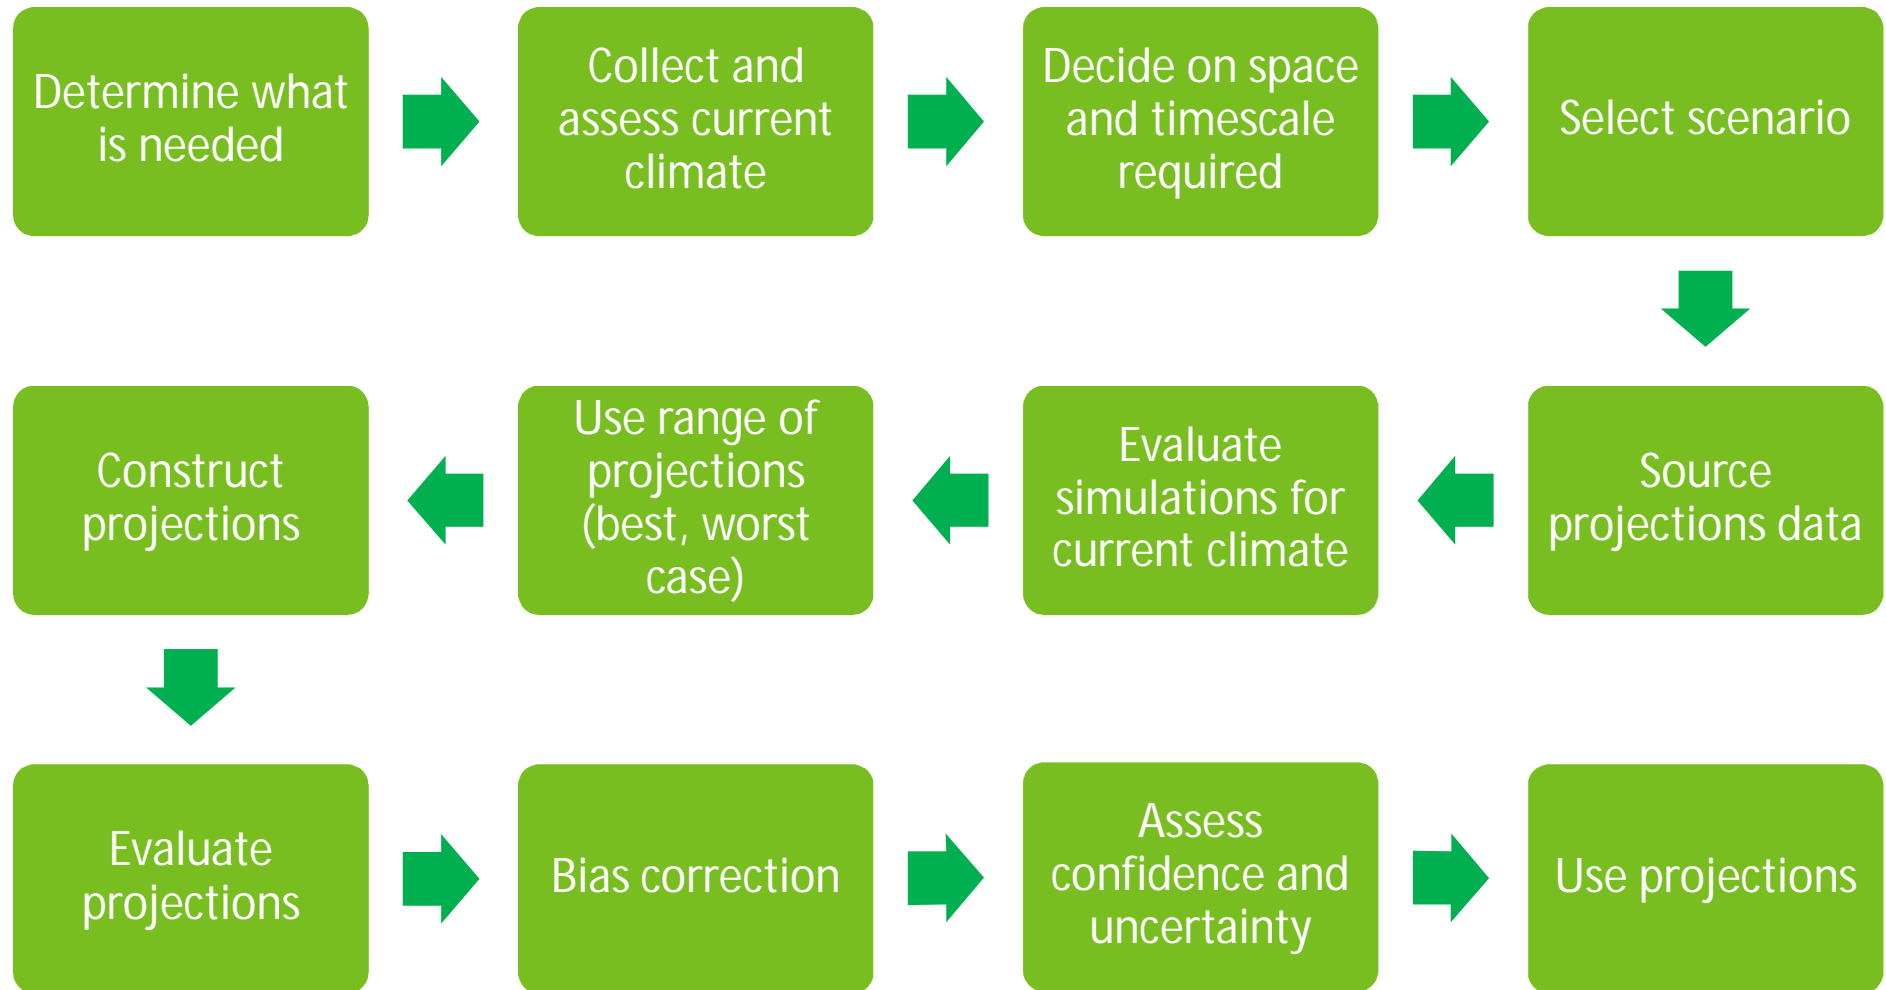 Determine what
is needed
Collect and
assess current
climate
Decide on space
and timescale
required
Select scenario
Source
projections data
Evaluate
simulations for
current climate
Use range of
projections
(best, worst
case)
Construct
projections
Evaluate
projections
Bias correction
Assess
confidence and
uncertainty
Use projections